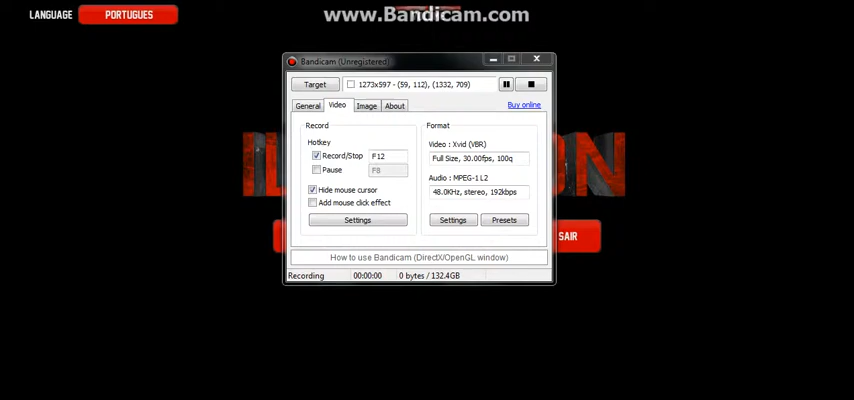 LANGUAGE PORTUGUES
www.Bandicam.com
Bandicam (Unregistered)
Target 1273x597 - (59, 112), (1332, 709)
General Video Image About Buy online
Record
Hotkey
Record/Stop F12
Pause F8
Hide mouse cursor
Add mouse click effect
Settings
Format
Video : Xvid (VBR)
Full Size, 30.00fps, 100q
Audio : MPEG-1 L2
48.0KHz, stereo, 192kbps
Settings Presets
SAIR
How to use Bandicam (DirectX/OpenGL window)
Recording 00:00:00 0 bytes / 132.4GB